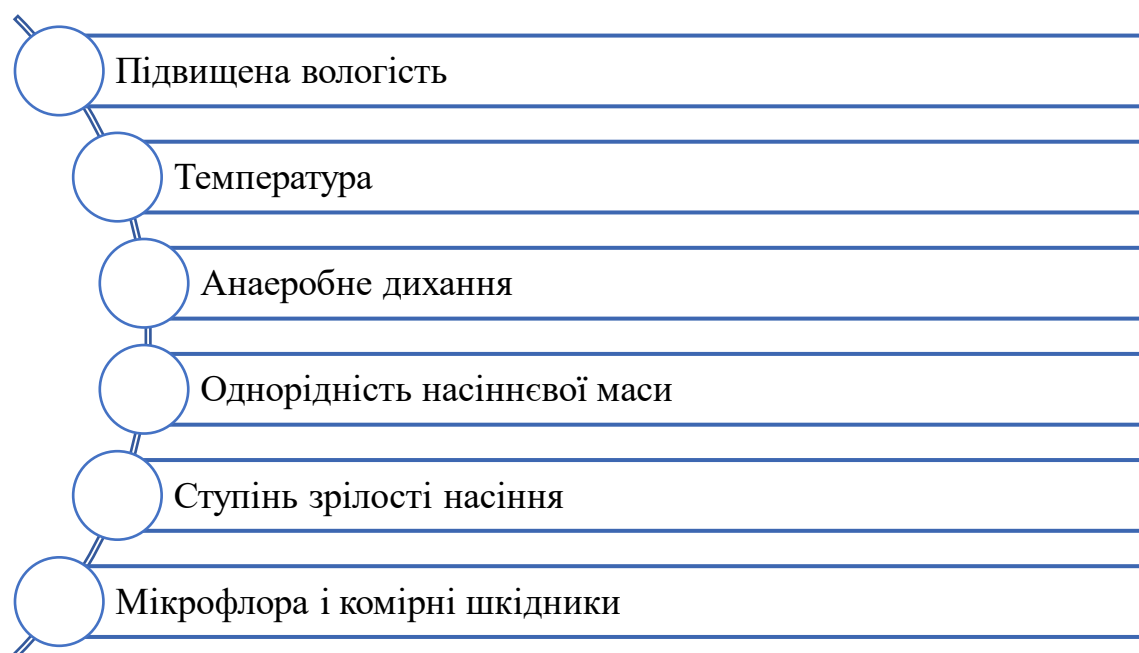 Підвищена вологість
Температура
Анаеробне дихання
Однорідність насіннєвої маси
Ступінь зрілості насіння
Мікрофлора і комірні шкідники